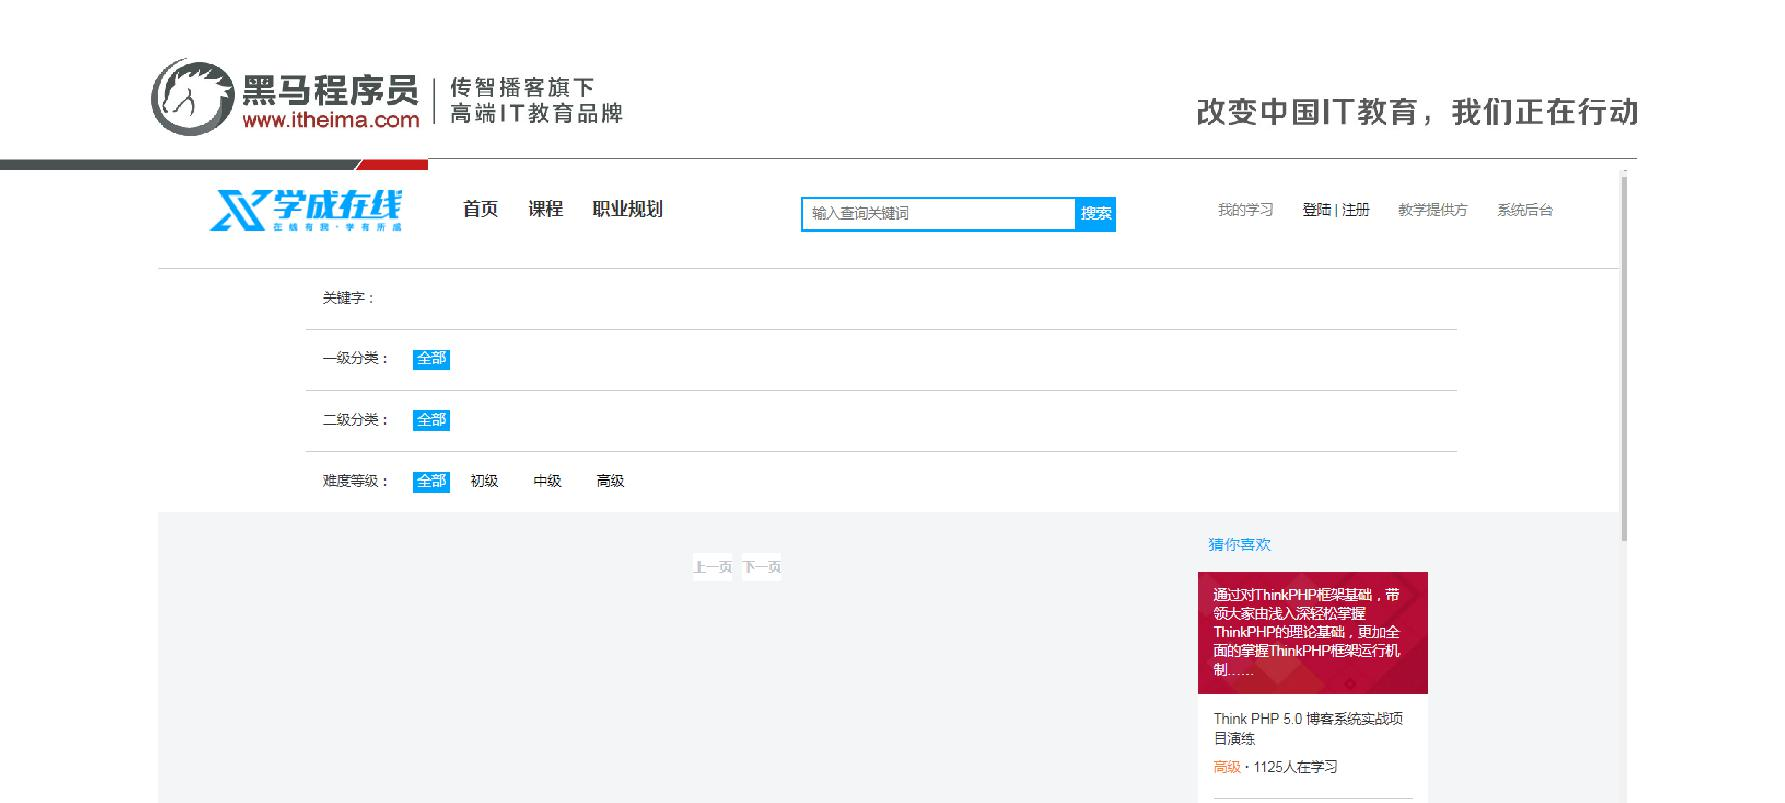 黑马程序员
www.itheima.com
传智播客旗下
高端IT教育品牌
改变中国IT教育，我们正在行动
学成在线
在线有我·学有所成
首页 课程 职业规划
输入查询关键词 搜索
我的学习 登陆 | 注册 教学提供方 系统后台
关键字：
一级分类： 全部
二级分类： 全部
难度等级： 全部 初级 中级 高级
上一页 下一页
猜你喜欢
通过对ThinkPHP框架基础，带
领大家由浅入深轻松掌握
ThinkPHP的理论基础，更加全
面的掌握ThinkPHP框架运行机
制……
Think PHP 5.0 博客系统实战项
目演练
高级 · 1125人在学习